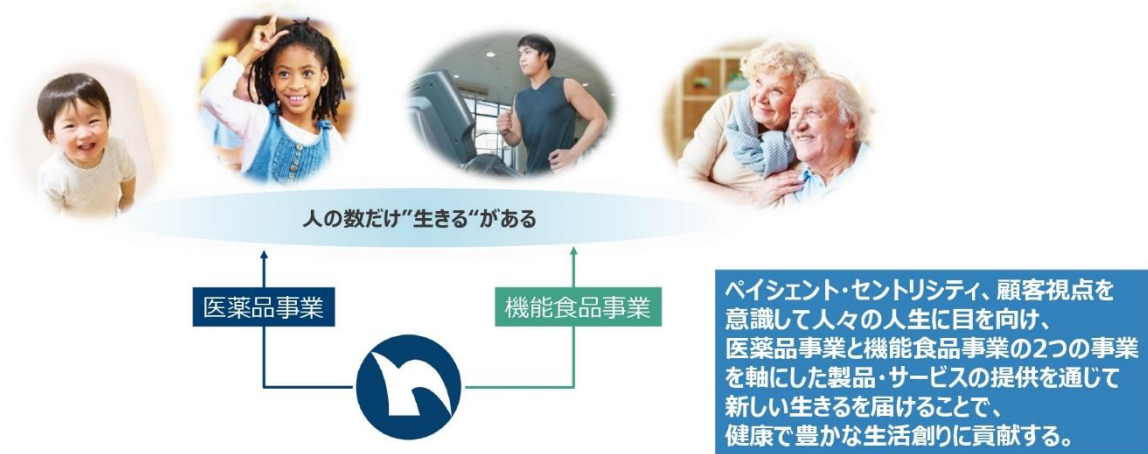 人の数だけ”生きる“がある
医薬品事業
機能食品事業
ペイシェント・セントリシティ、顧客視点を
意識して人々の人生に目を向け、
医薬品事業と機能食品事業の2つの事業
を軸にした製品・サービスの提供を通じて
新しい生きるを届けることで、
健康で豊かな生活創りに貢献する。